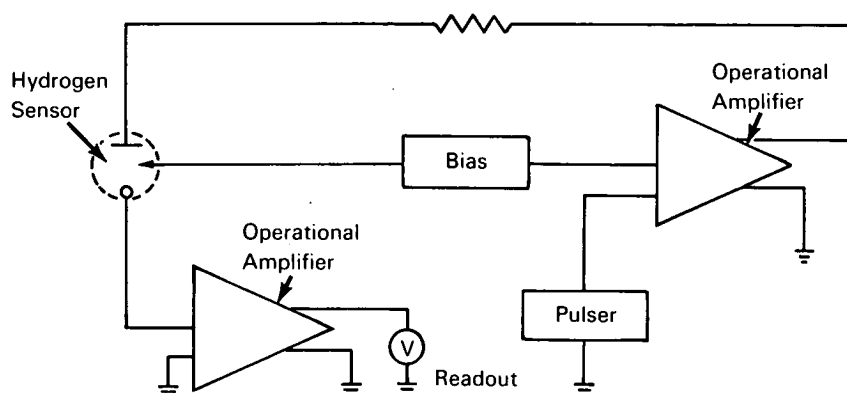 Operational
Amplifier
Hydrogen
Sensor
Bias
Operational
Amplifier
Pulser
V
Readout